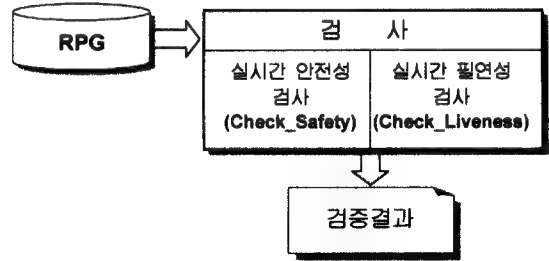 RPG
검 사
실시간 안전성
검사
(Check_Safety)
실시간 필연성
검사
(Check_Liveness)
검증결과